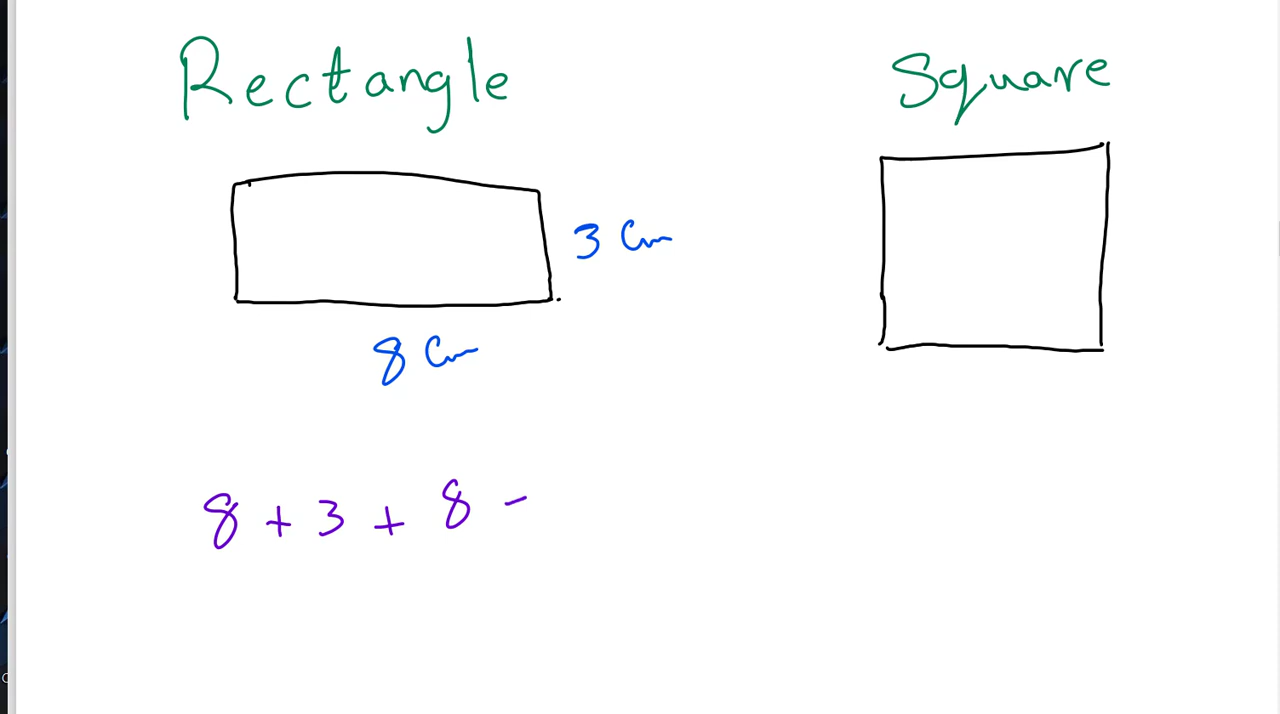 Rectangle
Square
3 cm
8 cm
8 + 3 + 8 -